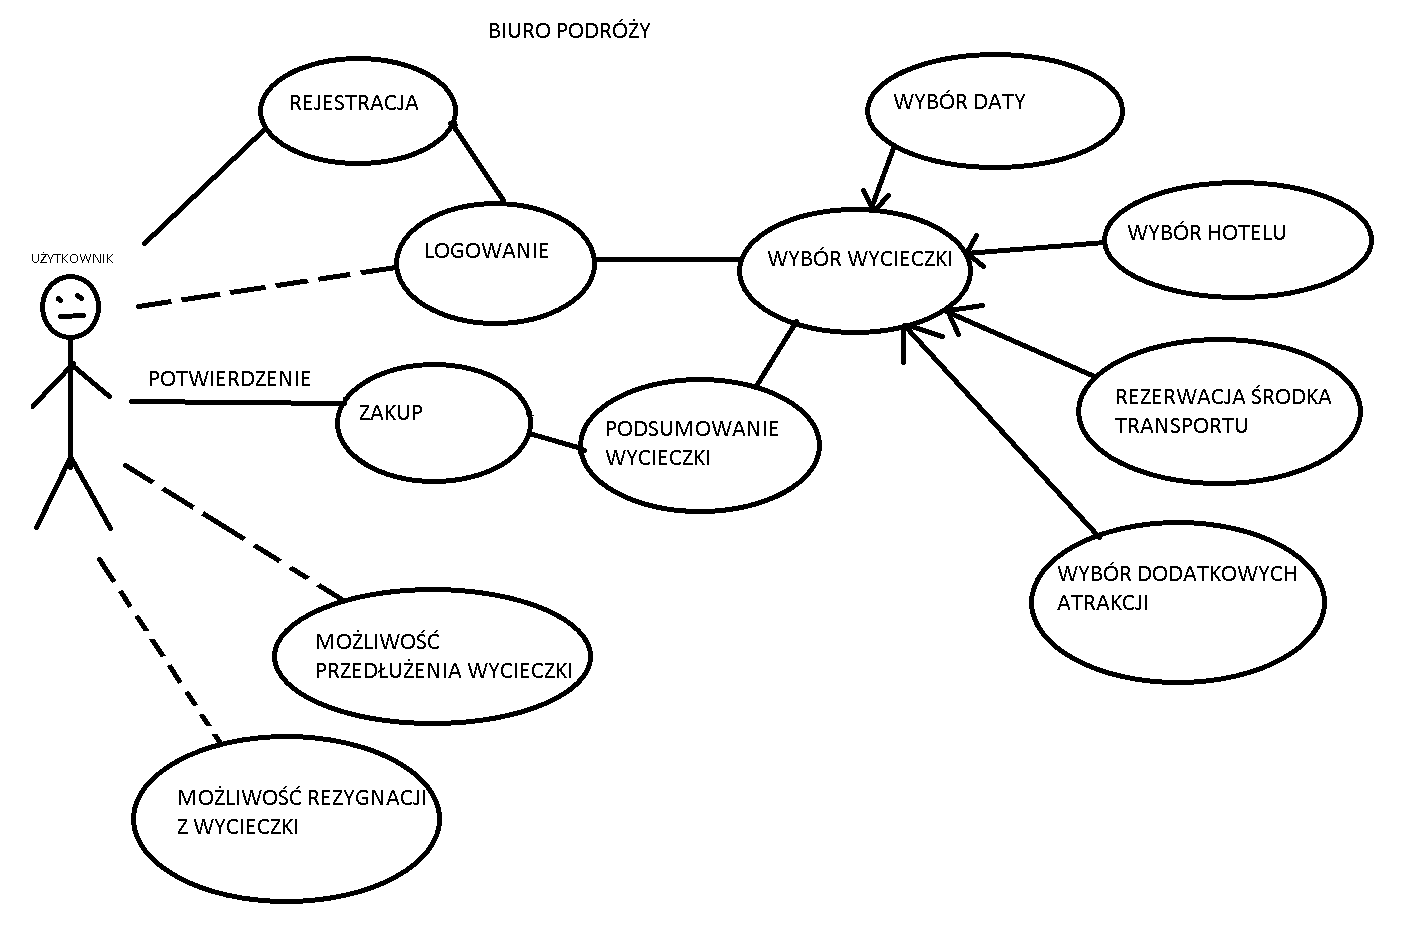 BIURO PODRÓŻY
REJESTRACJA
WYBÓR DATY
LOGOWANIE
WYBÓR WYCIECZKI
WYBÓR HOTELU
UŻYTKOWNIK
POTWIERDZENIE
ZAKUP
PODSUMOWANIE
WYCIECZKI
REZERWACJA ŚRODKA
TRANSPORTU
WYBÓR DODATKOWYCH
ATRAKCJI
MOŻLIWOŚĆ
PRZEDŁUŻENIA WYCIECZKI
MOŻLIWOŚĆ REZYGNACJI
Z WYCIECZKI